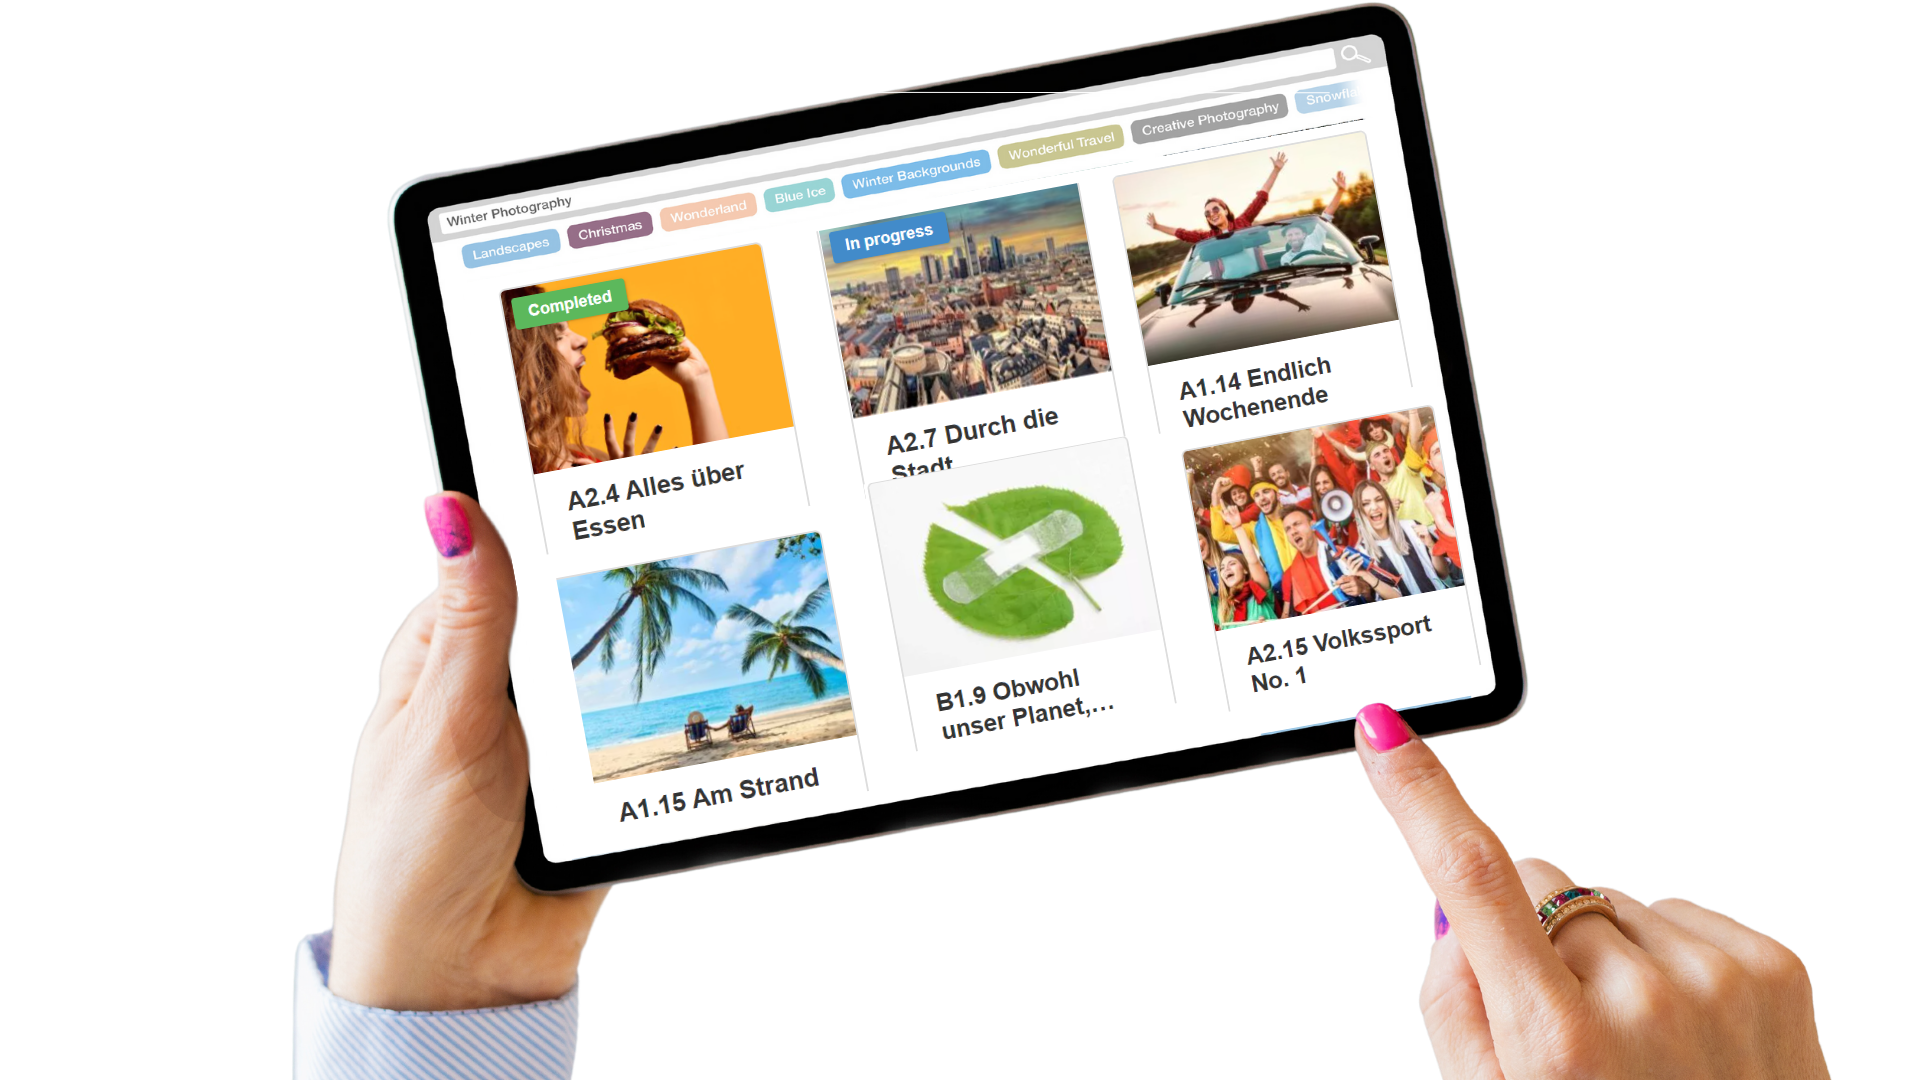 Winter Photography
Landscapes
Christmas
Wonderland
Blue Ice
Winter Backgrounds
Wonderful Travel
Creative Photography
Snowfla
Completed
A2.4 Alles über
Essen
In progress
A2.7 Durch die
Stadt
A1.14 Endlich
Wochenende
A1.15 Am Strand
B1.9 Obwohl
unser Planet,...
A2.15 Volkssport
No. 1